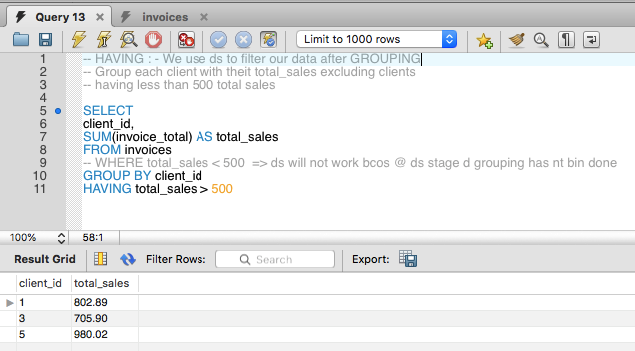 Query 13 invoices
Limit to 1000 rows
1 -- HAVING : - We use ds to filter our data after GROUPING
2 -- Group each client with theit total_sales excluding clients
3 -- having less than 500 total sales
4
5 SELECT
6 client_id,
7 SUM(invoice_total) AS total_sales
8 FROM invoices
9 -- WHERE total_sales < 500 => ds will not work bcos @ ds stage d grouping has nt bin done
10 GROUP BY client_id
11 HAVING total_sales > 500
100% 58:1
Result Grid Filter Rows: Search Export:
client_id total_sales
1 802.89
3 705.90
5 980.02